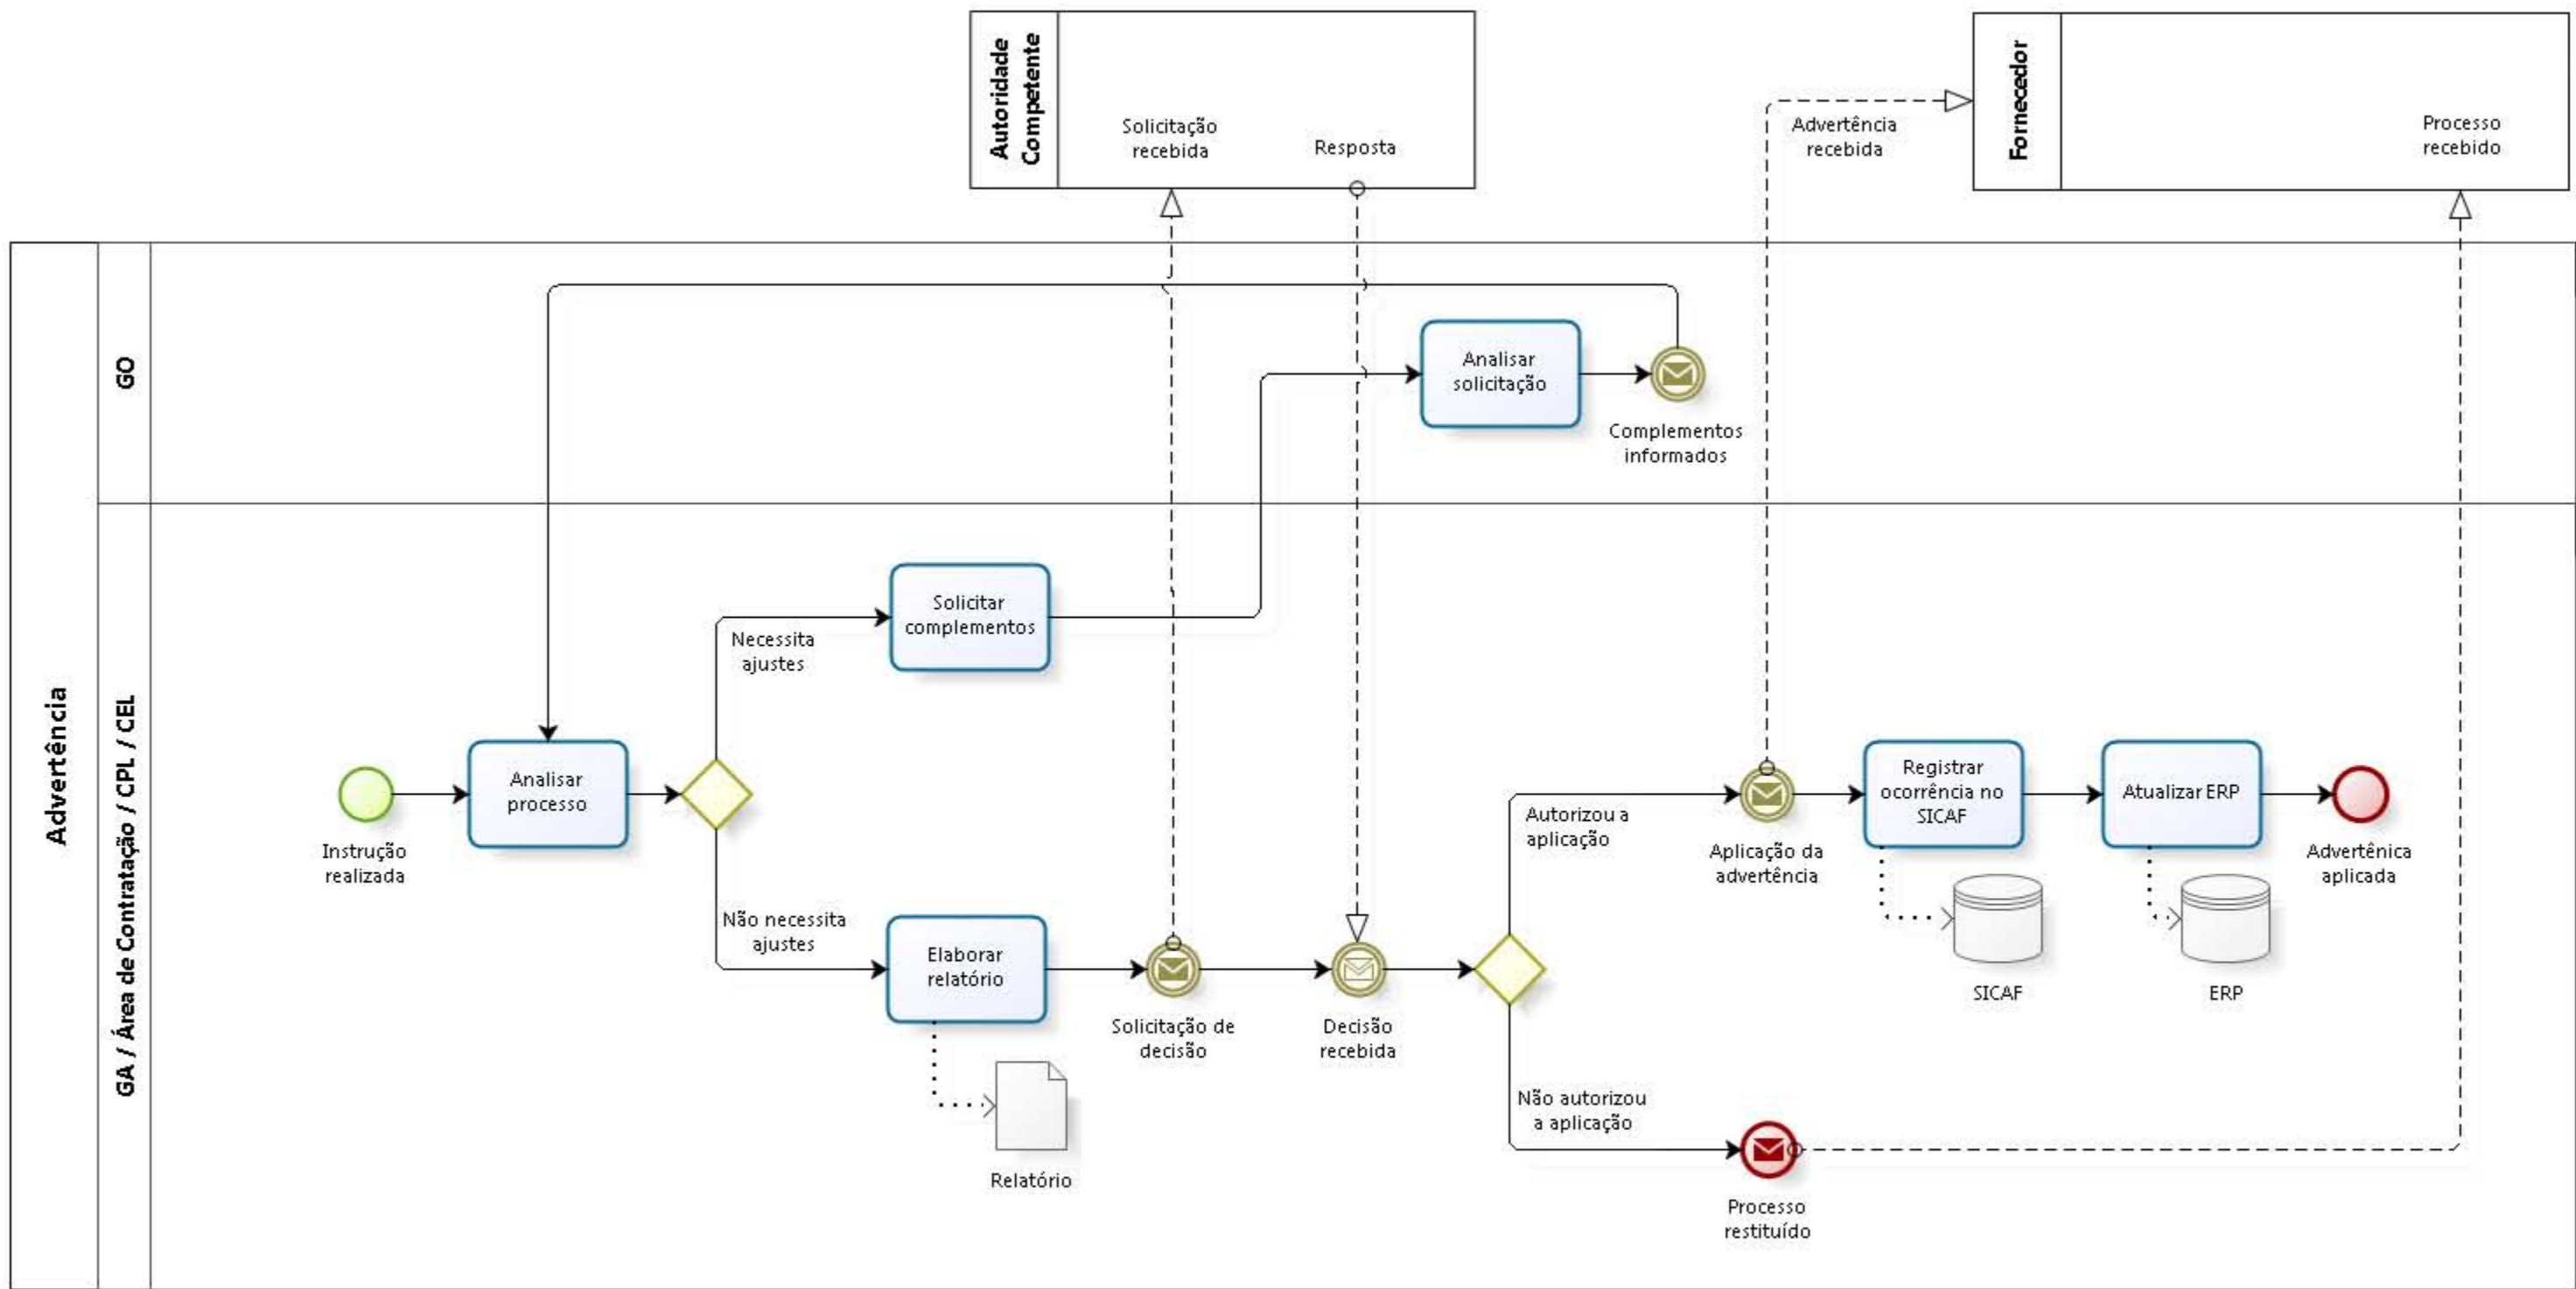 Autoridade
Competente
Solicitação
recebida
Resposta
Advertência
recebida
Fornecedor
Processo
recebido
Advertência
GO
Analisar
solicitação
Complementos
informados
GA / Área de Contratação / CPL / CEL
Solicitar
complementos
Necessita
ajustes
Instrução
realizada
Analisar
processo
Não necessita
ajustes
Elaborar
relatório
Relatório
Solicitação de
decisão
Decisão
recebida
Autorizou a
aplicação
Aplicação da
advertência
Registrar
ocorrência no
SICAF
SICAF
Atualizar ERP
ERP
Advertênica
aplicada
Não autorizou
a aplicação
Processo
restituído